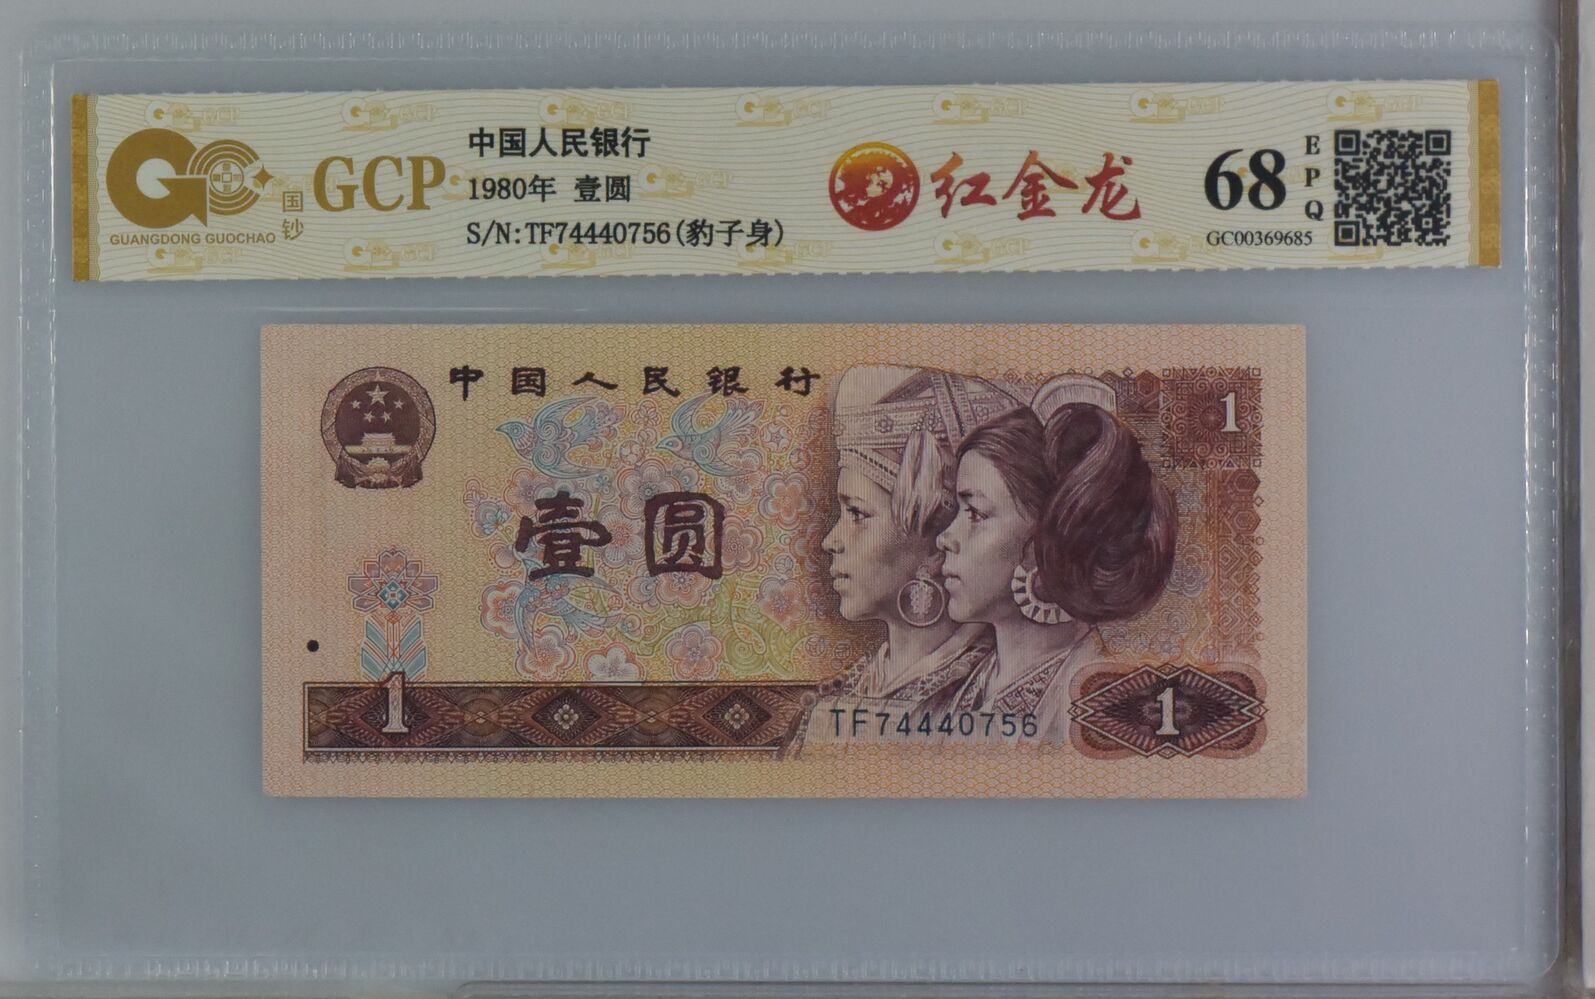 GUANGDONG GUOCHAO
国钞
GCP
中国人民银行
1980年 壹圆
S/N:TF74440756(豹子身)
红金龙
68
EPQ
GC00369685
中国人民银行
壹圆
1
1
1
TF74440756